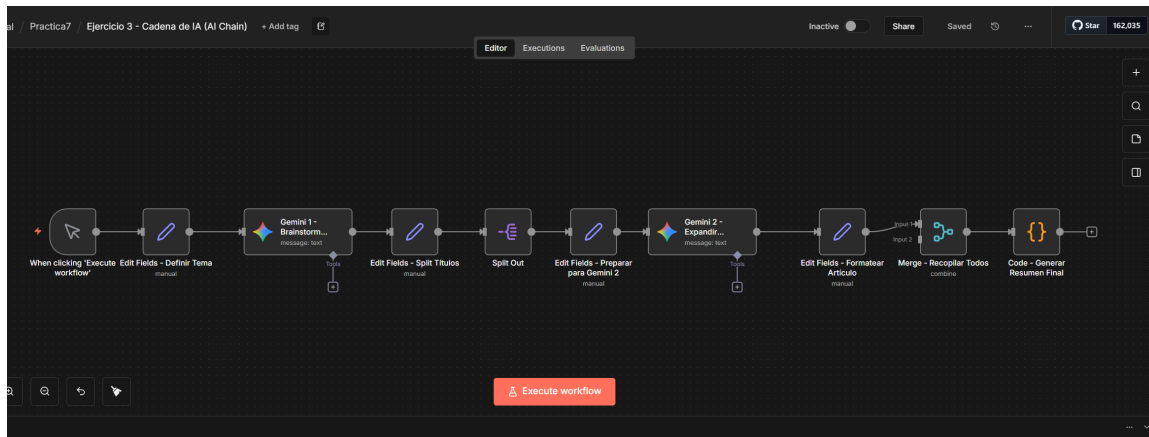 al / Practica7 / Ejercicio 3 - Cadena de IA (AI Chain) + Add tag
Inactive Share Saved ... Star 162,035
Editor Executions Evaluations
When clicking 'Execute
workflow'
Edit Fields - Definir Tema
manual
Gemini 1 -
Brainstorm...
message: text
Tools
Edit Fields - Split Títulos
manual
Split Out
Edit Fields - Preparar
para Gemini 2
manual
Gemini 2 -
Expandir...
message: text
Tools
Edit Fields - Formatear
Artículo
manual
Input 1
Input 2
Merge - Recopilar Todos
combine
Code - Generar
Resumen Final
Execute workflow